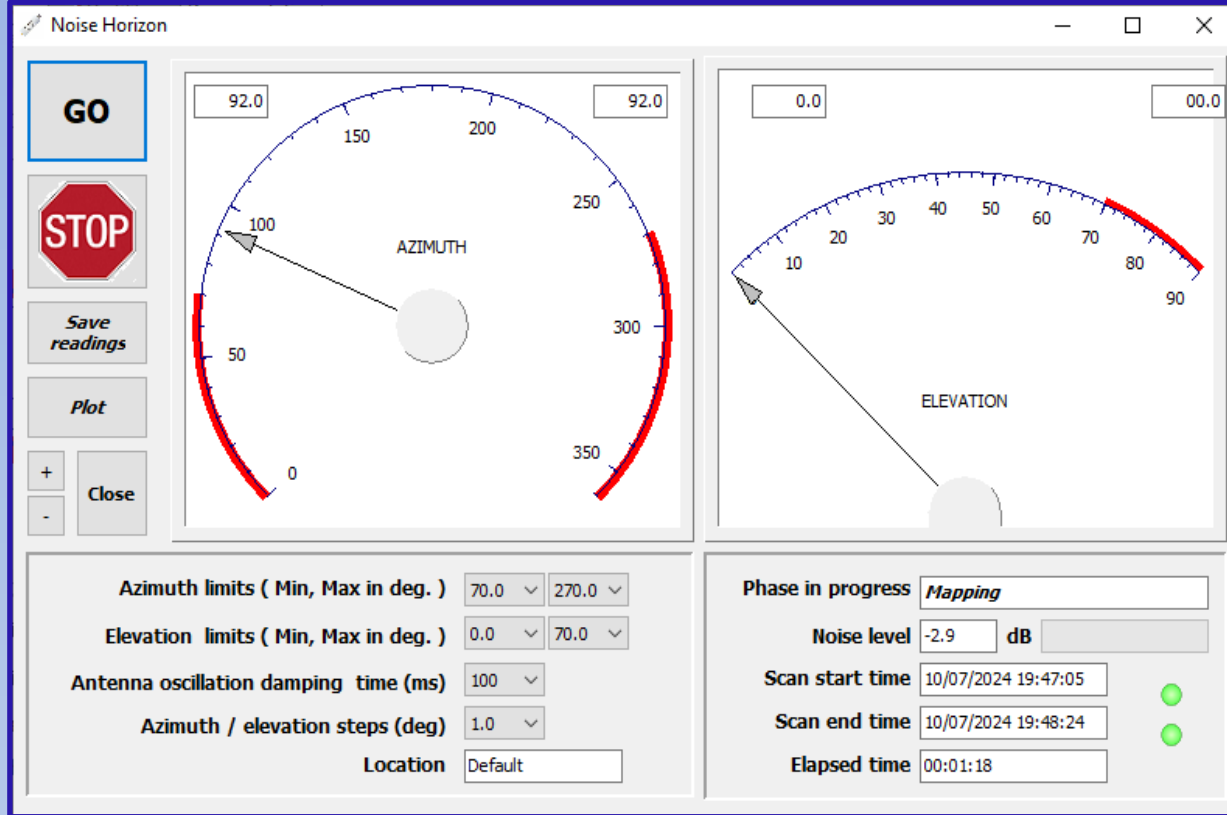 Noise Horizon
GO
STOP
Save
readings
Plot
+
-
Close
92.0
92.0
0
50
100
150
200
250
300
350
AZIMUTH
0.0
00.0
10
20
30
40
50
60
70
80
90
ELEVATION
Azimuth limits ( Min, Max in deg. ) 70.0 270.0
Elevation limits ( Min, Max in deg. ) 0.0 70.0
Antenna oscillation damping time (ms) 100
Azimuth / elevation steps (deg) 1.0
Location Default
Phase in progress Mapping
Noise level -2.9 dB
Scan start time 10/07/2024 19:47:05
Scan end time 10/07/2024 19:48:24
Elapsed time 00:01:18